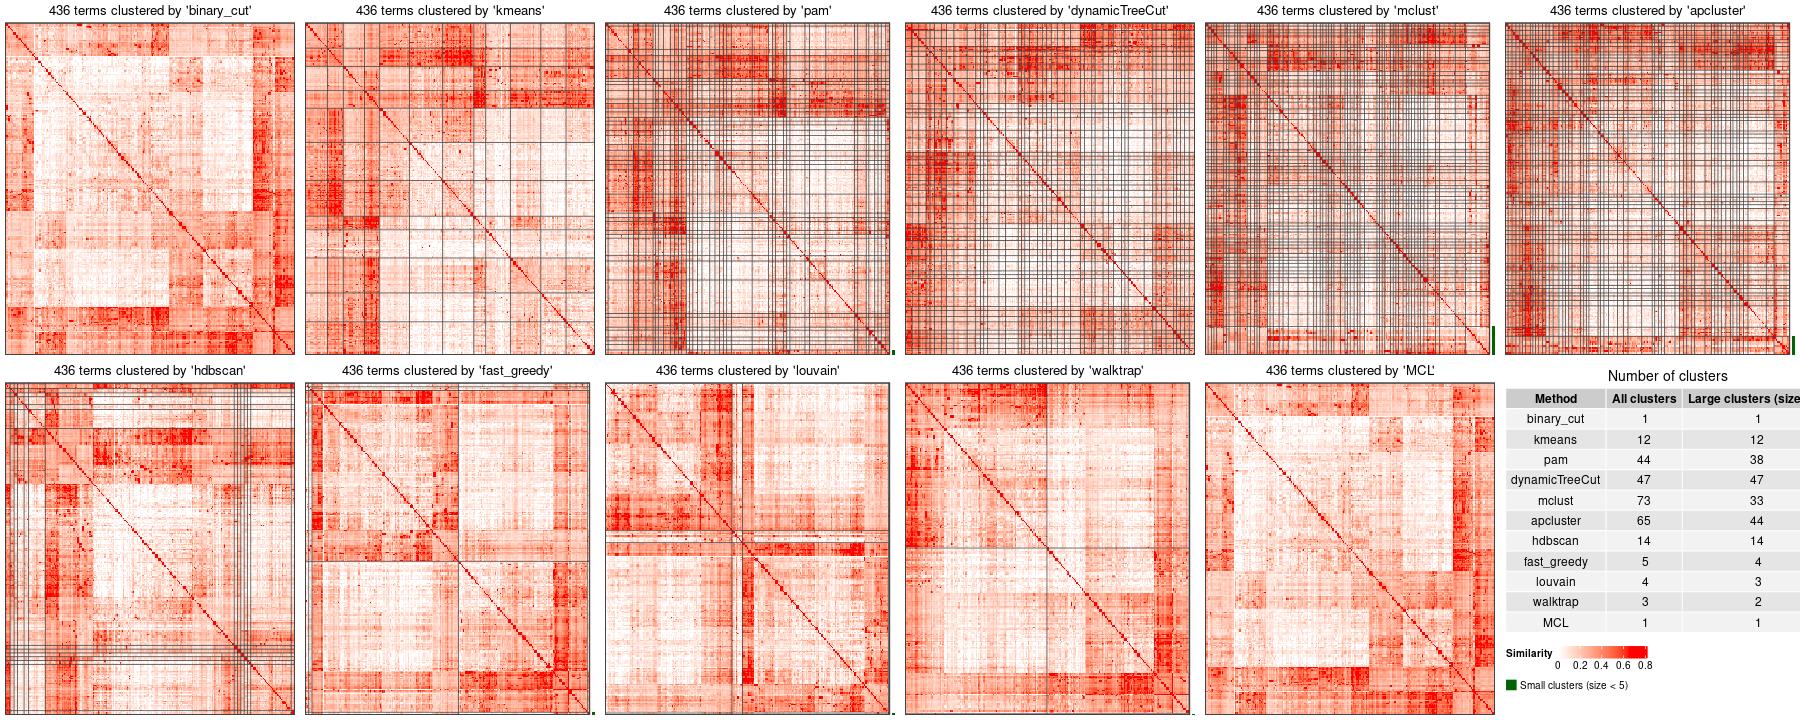 436 terms clustered by 'binary_cut'
436 terms clustered by 'kmeans'
436 terms clustered by 'pam'
436 terms clustered by 'dynamicTreeCut'
436 terms clustered by 'mclust'
436 terms clustered by 'apcluster'
436 terms clustered by 'hdbscan'
436 terms clustered by 'fast_greedy'
436 terms clustered by 'louvain'
436 terms clustered by 'walktrap'
436 terms clustered by 'MCL'
Number of clusters
Method All clusters Large clusters (size
binary_cut 1 1
kmeans 12 12
pam 44 38
dynamicTreeCut 47 47
mclust 73 33
apcluster 65 44
hdbscan 14 14
fast_greedy 5 4
louvain 4 3
walktrap 3 2
MCL 1 1
Similarity
0 0.2 0.4 0.6 0.8
Small clusters (size < 5)